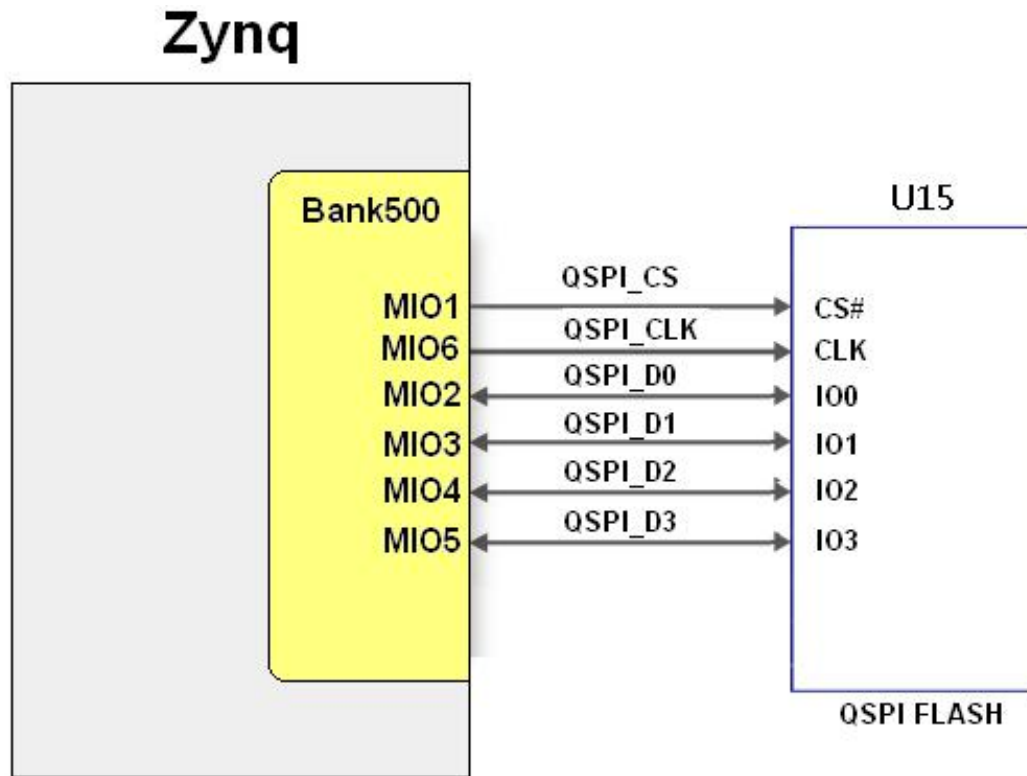 Zynq
Bank500
U15
MIO1 QSPI_CS CS#
MIO6 QSPI_CLK CLK
MIO2 QSPI_D0 IO0
MIO3 QSPI_D1 IO1
MIO4 QSPI_D2 IO2
MIO5 QSPI_D3 IO3
QSPI FLASH